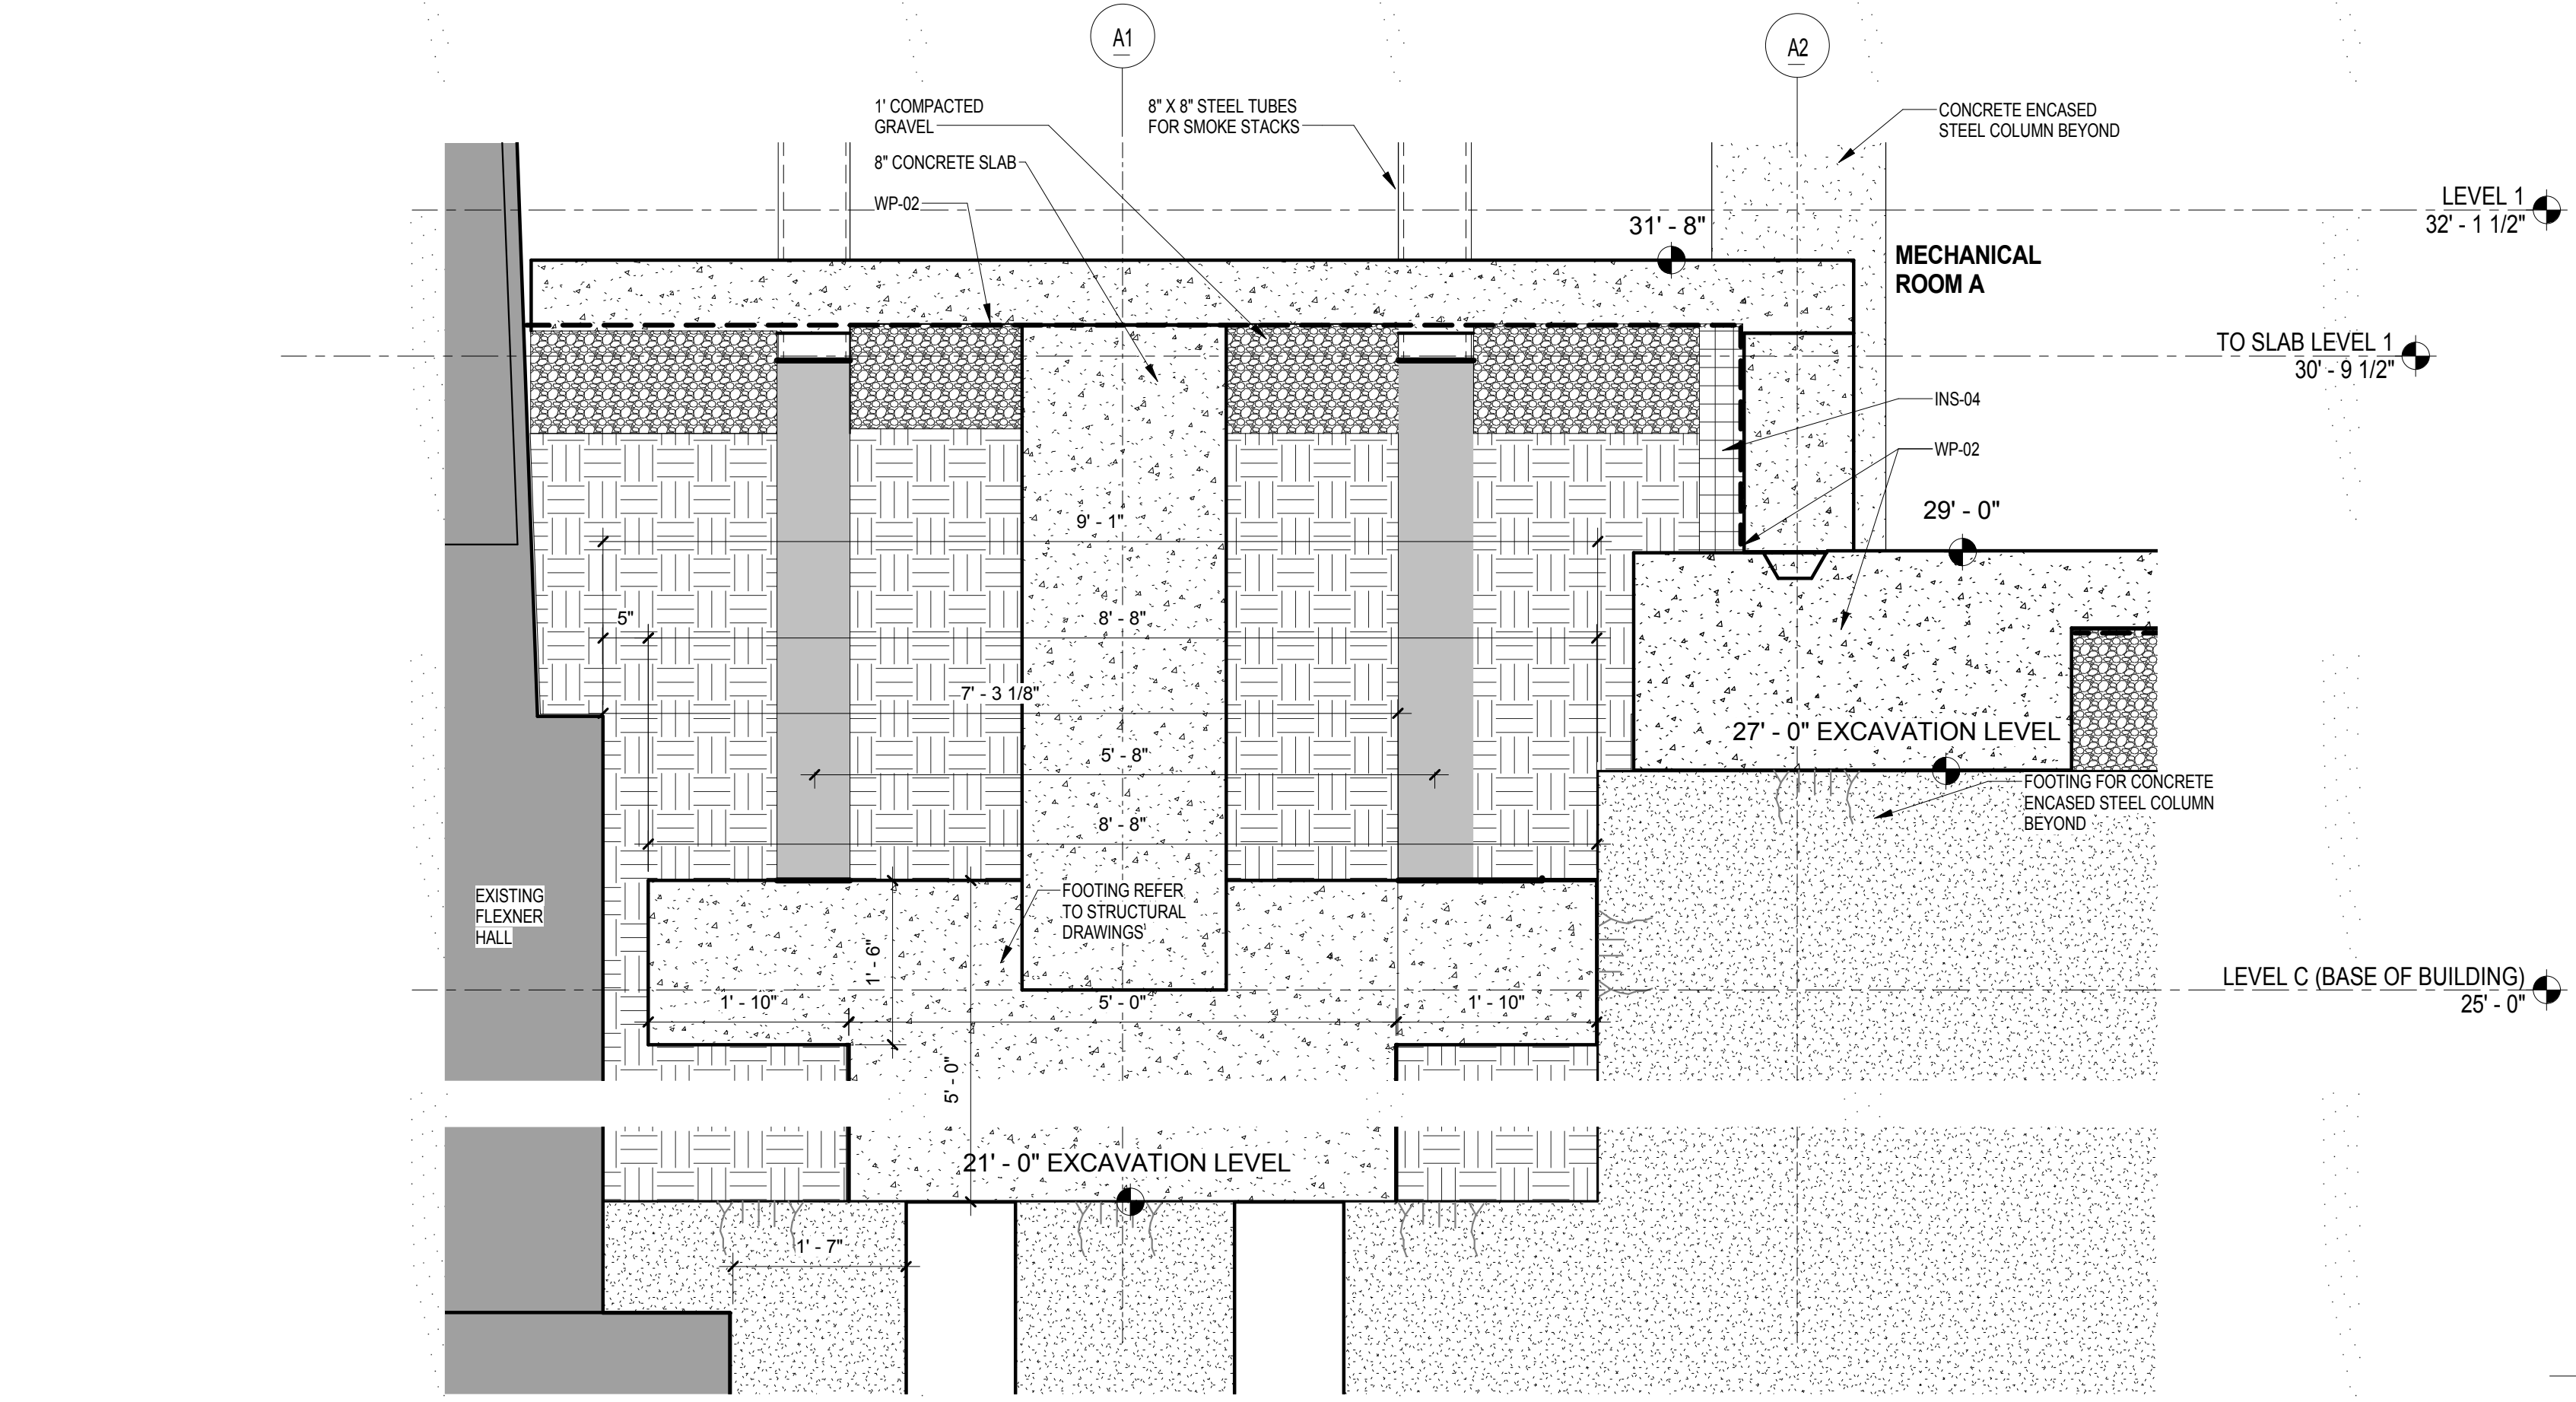 A1
A2
1' COMPACTED
GRAVEL
8" X 8" STEEL TUBES
FOR SMOKE STACKS
CONCRETE ENCASED
STEEL COLUMN BEYOND
8" CONCRETE SLAB
WP-02
LEVEL 1
32' - 1 1/2"
31' - 8"
MECHANICAL
ROOM A
TO SLAB LEVEL 1
30' - 9 1/2"
INS-04
WP-02
29' - 0"
9' - 1"
5"
8' - 8"
7' - 3 1/8"
27' - 0" EXCAVATION LEVEL
5' - 8"
FOOTING FOR CONCRETE
ENCASED STEEL COLUMN
BEYOND
8' - 8"
EXISTING
FLEXNER
HALL
FOOTING REFER
TO STRUCTURAL
DRAWINGS
1' - 6"
LEVEL C (BASE OF BUILDING)
25' - 0"
1' - 10"
5' - 0"
1' - 10"
5' - 0"
21' - 0" EXCAVATION LEVEL
1' - 7"